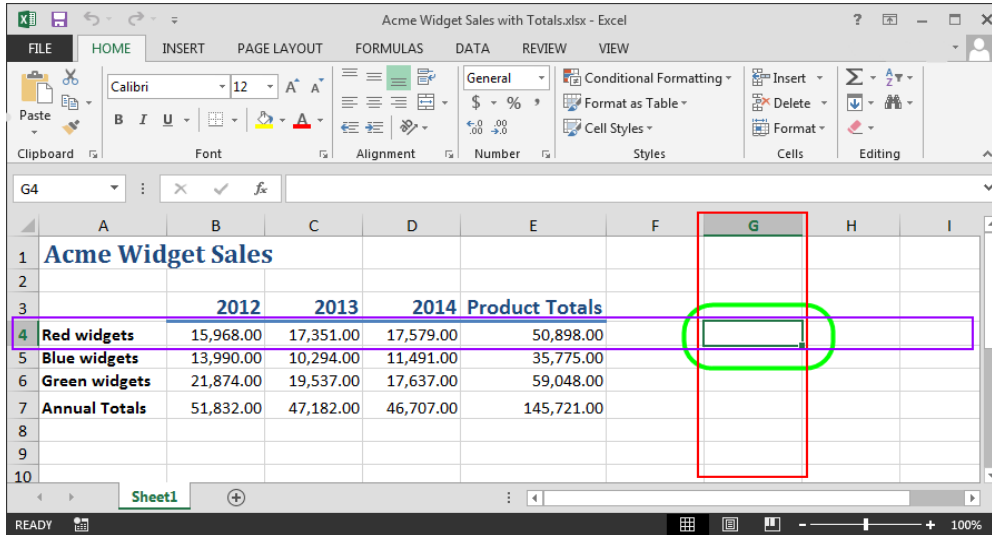 Acme Widget Sales with Totals.xlsx - Excel
FILE HOME INSERT PAGE LAYOUT FORMULAS DATA REVIEW VIEW
Calibri 12 General Conditional Formatting Insert
Paste B I U A $ % , Format as Table Delete
Cell Styles Format
Clipboard Font Alignment Number Styles Cells Editing
G4 fx
A B C D E F G H I
1 Acme Widget Sales
2
3 2012 2013 2014 Product Totals
4 Red widgets 15,968.00 17,351.00 17,579.00 50,898.00
5 Blue widgets 13,990.00 10,294.00 11,491.00 35,775.00
6 Green widgets 21,874.00 19,537.00 17,637.00 59,048.00
7 Annual Totals 51,832.00 47,182.00 46,707.00 145,721.00
8
9
10
Sheet1
READY 100%